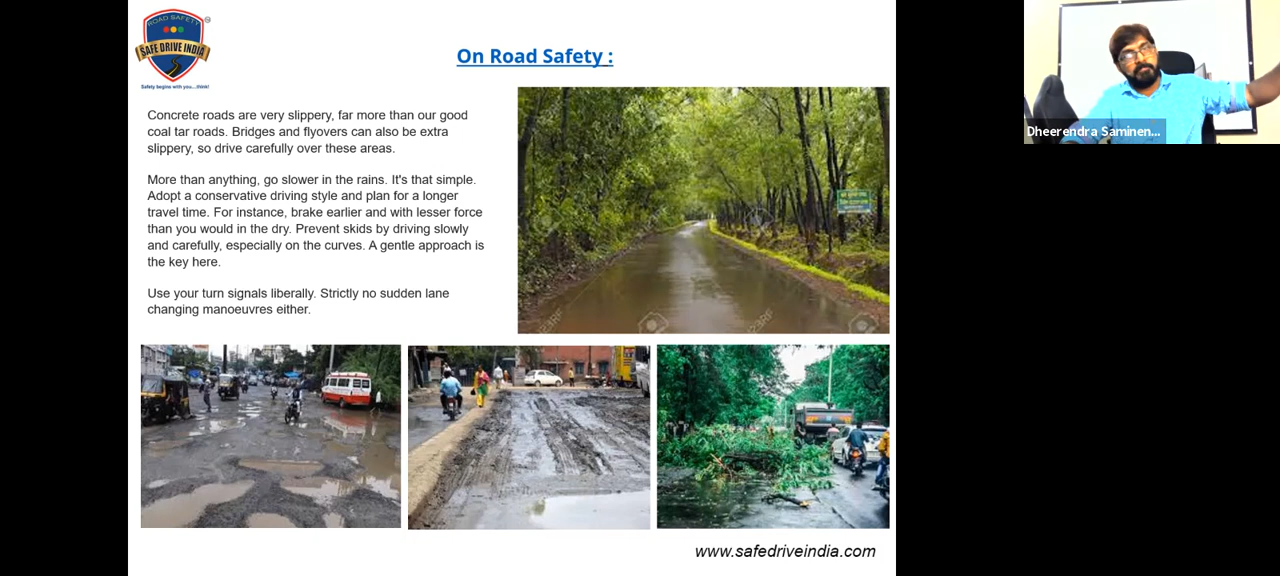 ROAD SAFETY
SAFE DRIVE INDIA
Safety begins with you...think!
On Road Safety :
Concrete roads are very slippery, far more than our good
coal tar roads. Bridges and flyovers can also be extra
slippery, so drive carefully over these areas.
More than anything, go slower in the rains. It's that simple.
Adopt a conservative driving style and plan for a longer
travel time. For instance, brake earlier and with lesser force
than you would in the dry. Prevent skids by driving slowly
and carefully, especially on the curves. A gentle approach is
the key here.
Use your turn signals liberally. Strictly no sudden lane
changing manoeuvres either.
123RF
123RF
www.safedriveindia.com
Dheerendra Saminen...